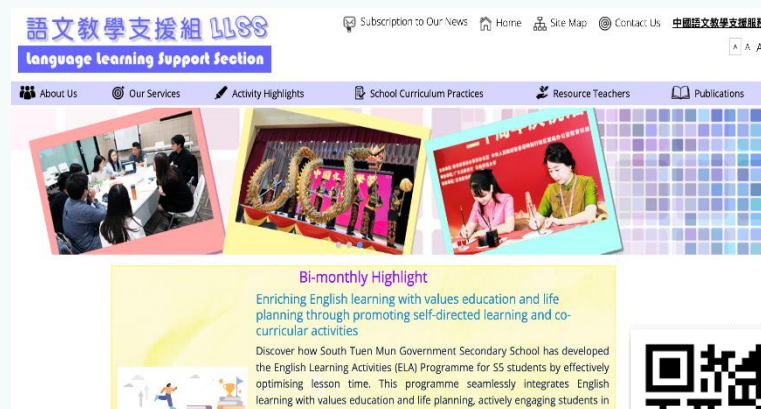 語文教學支援組 LLSS
Language Learning Support Section
Subscription to Our News Home Site Map Contact Us 中國語文教學支援服務
A A A
About Us Our Services Activity Highlights School Curriculum Practices Resource Teachers Publications
Bi-monthly Highlight
Enriching English learning with values education and life
planning through promoting self-directed learning and co-
curricular activities
Discover how South Tuen Mun Government Secondary School has developed
the English Learning Activities (ELA) Programme for S5 students by effectively
optimising lesson time. This programme seamlessly integrates English
learning with values education and life planning, actively engaging students in